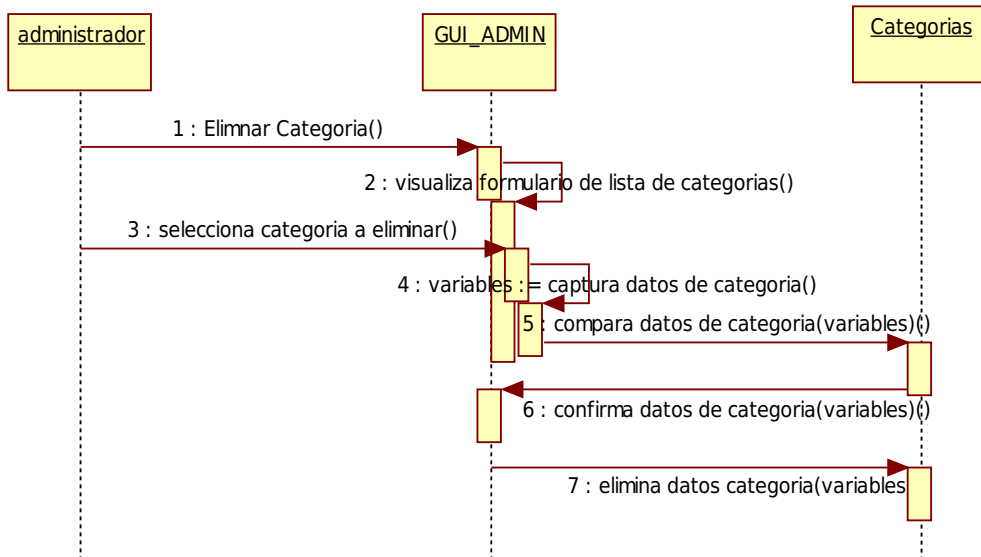 administrador
GUI_ADMIN
Categorias
1 : Elimnar Categoria()
2 : visualiza formulario de lista de categorias()
3 : selecciona categoria a eliminar()
4 : variables := captura datos de categoria()
5 : compara datos de categoria(variables)()
6 : confirma datos de categoria(variables)()
7 : elimina datos categoria(variables